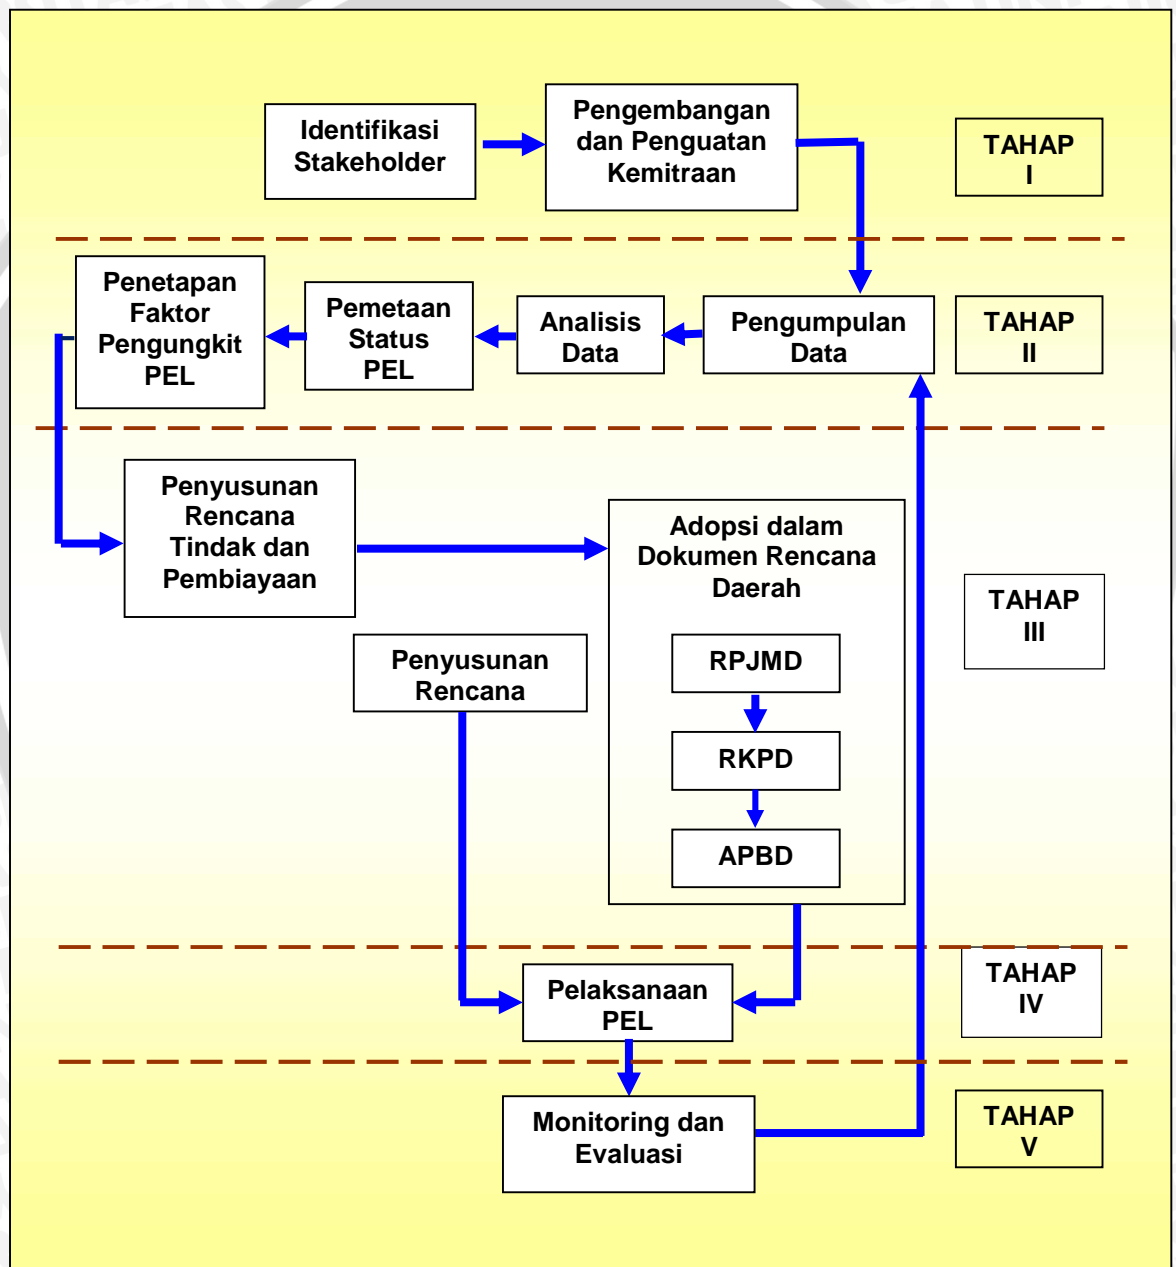 Identifikasi
Stakeholder
Pengembangan
dan Penguatan
Kemitraan
TAHAP
I
Penetapan
Faktor
Pengungkit
PEL
Pemetaan
Status
PEL
Analisis
Data
Pengumpulan
Data
TAHAP
II
Penyusunan
Rencana
Tindak dan
Pembiayaan
Adopsi dalam
Dokumen Rencana
Daerah
TAHAP
III
Penyusunan
Rencana
RPJMD
RKPD
APBD
Pelaksanaan
PEL
TAHAP
IV
Monitoring dan
Evaluasi
TAHAP
V